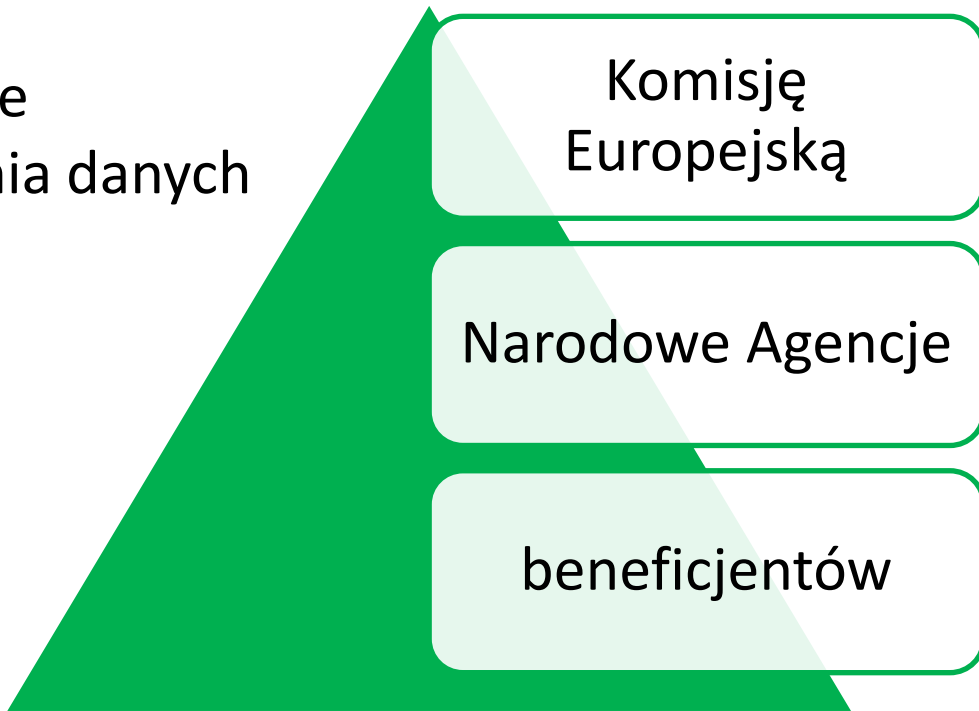 e
nia danych
Komisję
Europejską
Narodowe Agencje
beneficjentów